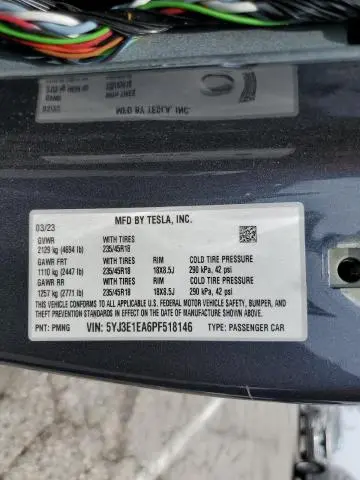 MFD BY TESLA, INC.
03/23
GVWR WITH TIRES
2129 kg (4694 lb) 235/45R18
GAWR FRT WITH TIRES RIM COLD TIRE PRESSURE
1110 kg (2447 lb) 235/45R18 18X8.5J 290 kPa, 42 psi
GAWR RR WITH TIRES RIM COLD TIRE PRESSURE
1257 kg (2771 lb) 235/45R18 18X8.5J 290 kPa, 42 psi
THIS VEHICLE CONFORMS TO ALL APPLICABLE U.S. FEDERAL MOTOR VEHICLE SAFETY, BUMPER, AND
THEFT PREVENTION STANDARDS IN EFFECT ON THE DATE OF MANUFACTURE SHOWN ABOVE.
PNT: PMNG VIN: 5YJ3E1EA6PF518146 TYPE: PASSENGER CAR